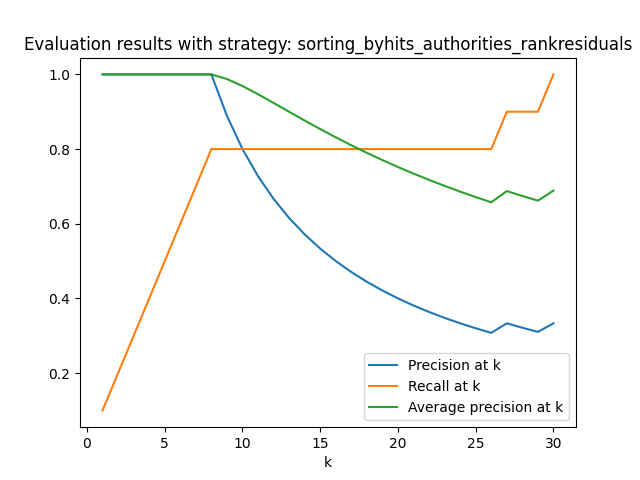 Evaluation results with strategy: sorting_byhits_authorities_rankresiduals
1.0
0.8
0.6
0.4
0.2
Precision at k
Recall at k
Average precision at k
0 5 10 15 20 25 30
k